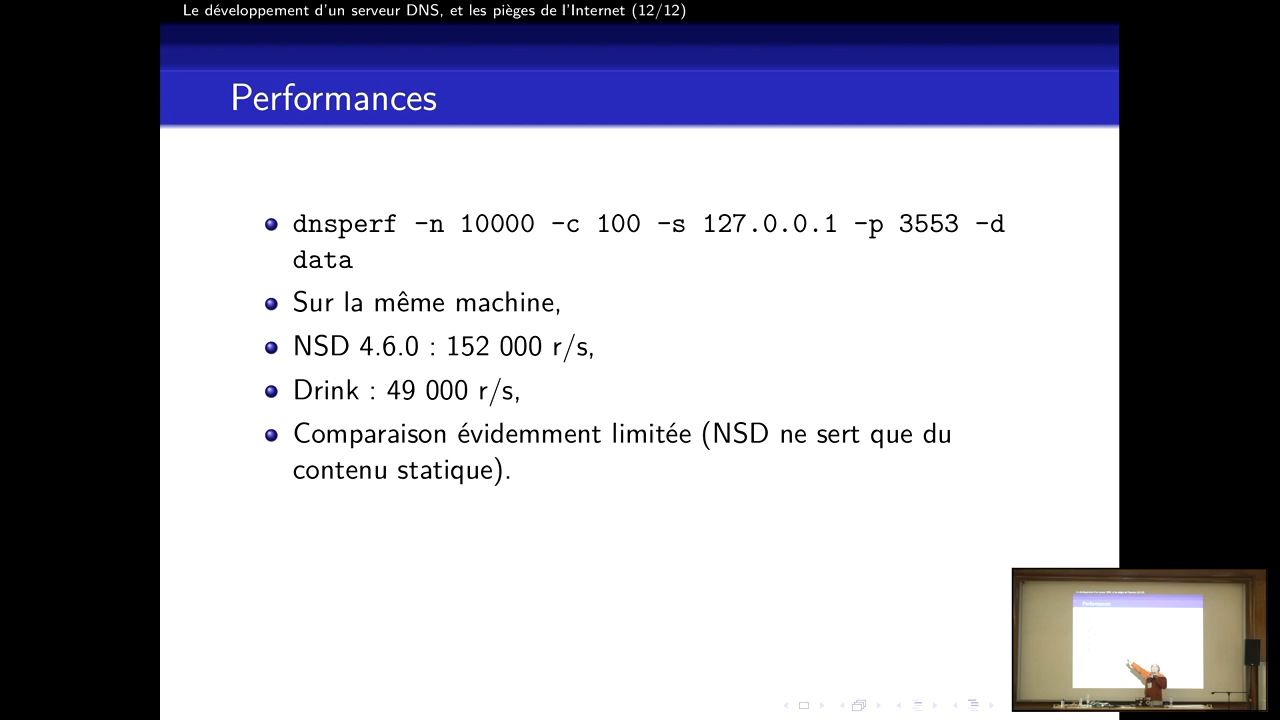 Le développement d'un serveur DNS, et les pièges de l'Internet (12/12)
Performances
dnsperf -n 10000 -c 100 -s 127.0.0.1 -p 3553 -d
data
Sur la même machine,
NSD 4.6.0 : 152 000 r/s,
Drink : 49 000 r/s,
Comparaison évidemment limitée (NSD ne sert que du
contenu statique).
Performances